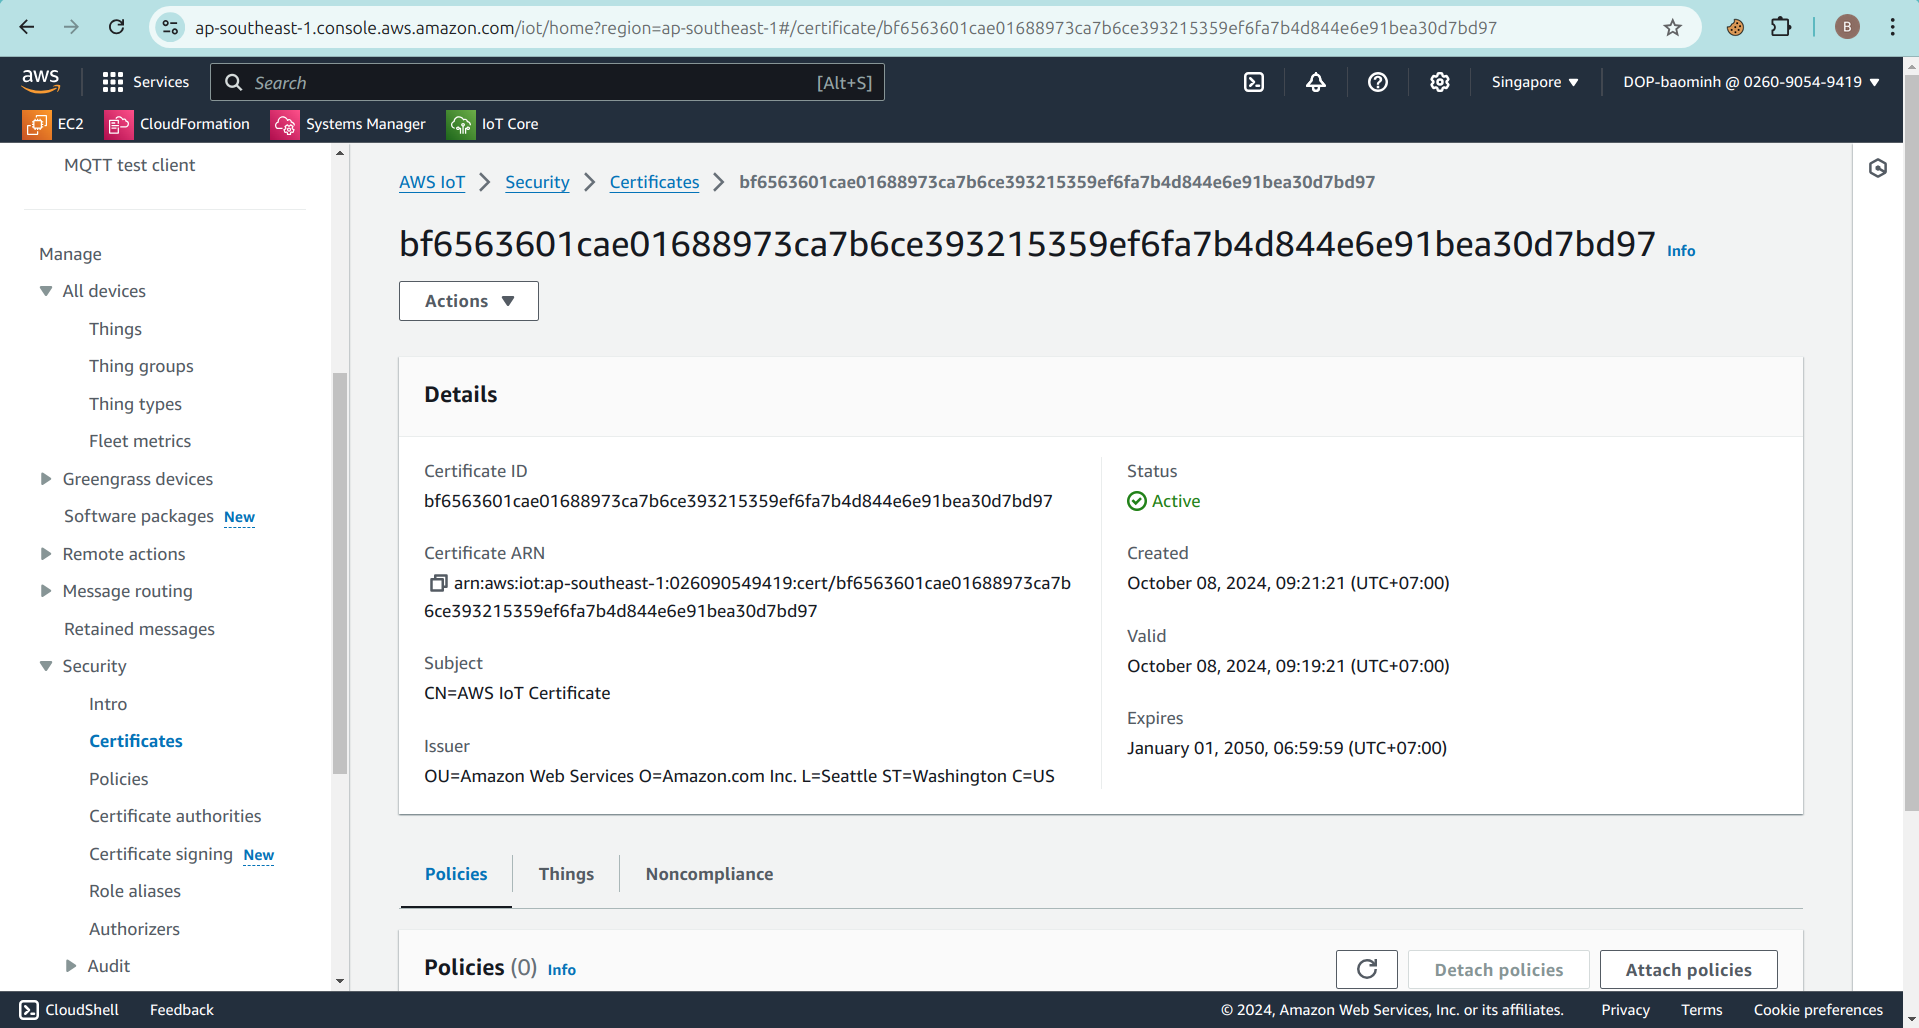 ap-southeast-1.console.aws.amazon.com/iot/home?region=ap-southeast-1#/certificate/bf6563601cae01688973ca7b6ce393215359ef6fa7b4d844e6e91bea30d7bd97
B
aws
Services
Search
[Alt+S]
Singapore
DOP-baominh @ 0260-9054-9419
EC2
CloudFormation
Systems Manager
IoT Core
MQTT test client
Manage
All devices
Things
Thing groups
Thing types
Fleet metrics
Greengrass devices
Software packages New
Remote actions
Message routing
Retained messages
Security
Intro
Certificates
Policies
Certificate authorities
Certificate signing New
Role aliases
Authorizers
Audit
AWS IoT > Security > Certificates > bf6563601cae01688973ca7b6ce393215359ef6fa7b4d844e6e91bea30d7bd97
bf6563601cae01688973ca7b6ce393215359ef6fa7b4d844e6e91bea30d7bd97 Info
Actions
Details
Certificate ID
bf6563601cae01688973ca7b6ce393215359ef6fa7b4d844e6e91bea30d7bd97
Certificate ARN
arn:aws:iot:ap-southeast-1:026090549419:cert/bf6563601cae01688973ca7b
6ce393215359ef6fa7b4d844e6e91bea30d7bd97
Subject
CN=AWS IoT Certificate
Issuer
OU=Amazon Web Services O=Amazon.com Inc. L=Seattle ST=Washington C=US
Status
Active
Created
October 08, 2024, 09:21:21 (UTC+07:00)
Valid
October 08, 2024, 09:19:21 (UTC+07:00)
Expires
January 01, 2050, 06:59:59 (UTC+07:00)
Policies
Things
Noncompliance
Policies (0) Info
Detach policies
Attach policies
CloudShell
Feedback
© 2024, Amazon Web Services, Inc. or its affiliates.
Privacy
Terms
Cookie preferences